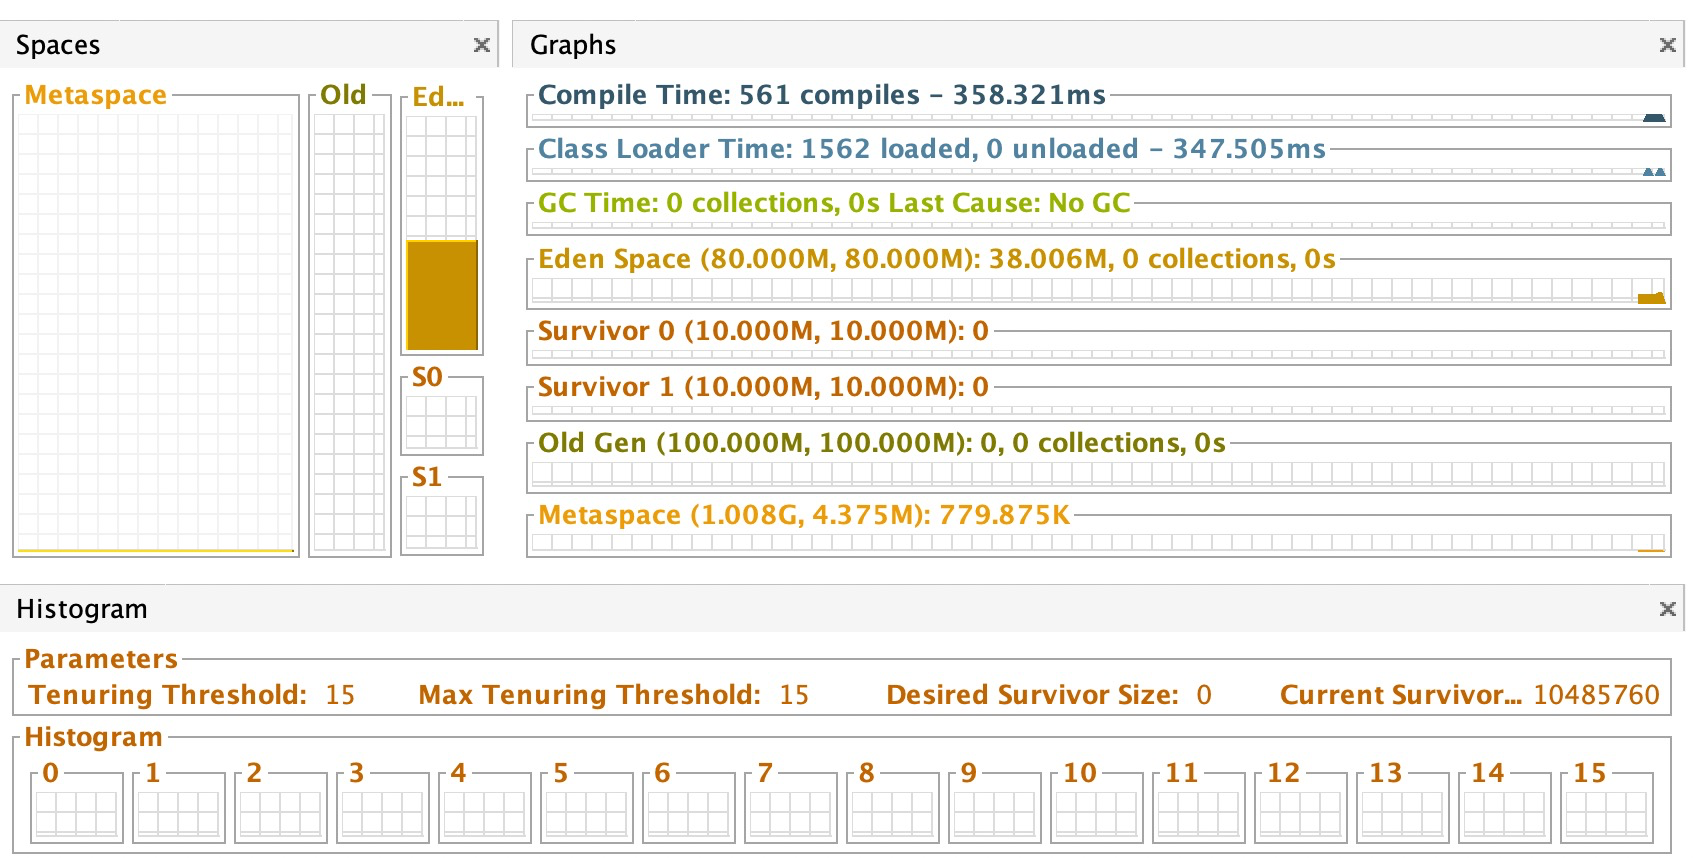 Spaces
Metaspace
Old
Ed...
S0
S1
Graphs
Compile Time: 561 compiles - 358.321ms
Class Loader Time: 1562 loaded, 0 unloaded - 347.505ms
GC Time: 0 collections, 0s Last Cause: No GC
Eden Space (80.000M, 80.000M): 38.006M, 0 collections, 0s
Survivor 0 (10.000M, 10.000M): 0
Survivor 1 (10.000M, 10.000M): 0
Old Gen (100.000M, 100.000M): 0, 0 collections, 0s
Metaspace (1.008G, 4.375M): 779.875K
Histogram
Parameters
Tenuring Threshold: 15 Max Tenuring Threshold: 15 Desired Survivor Size: 0 Current Survivor... 10485760
Histogram
0 1 2 3 4 5 6 7 8 9 10 11 12 13 14 15